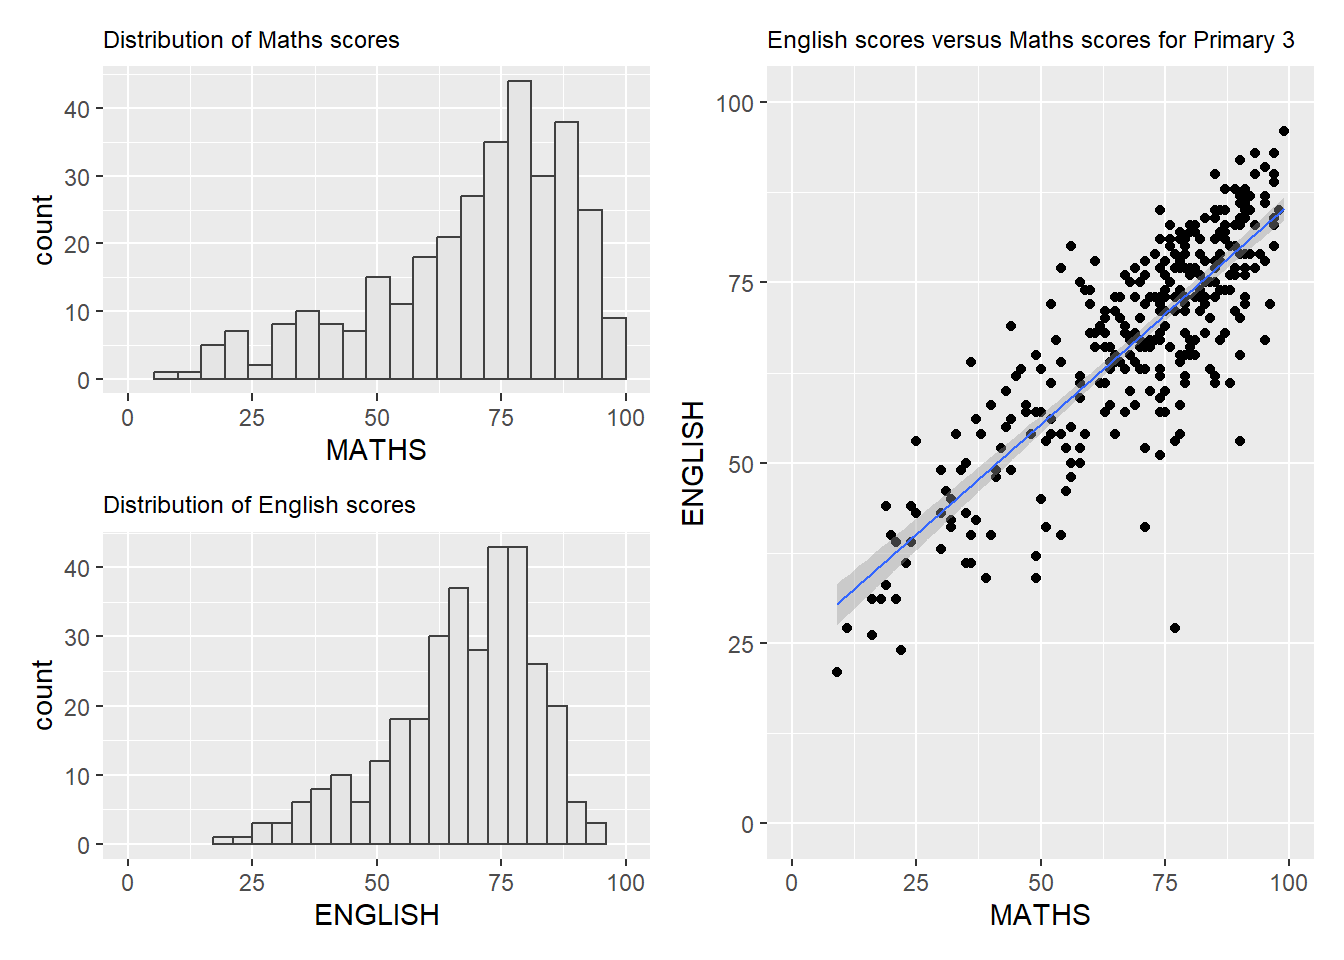 Distribution of Maths scores
40
30
20
10
0
count
0 25 50 75 100
MATHS
Distribution of English scores
40
30
20
10
0
count
0 25 50 75 100
ENGLISH
English scores versus Maths scores for Primary 3
100
75
50
25
0
ENGLISH
0 25 50 75 100
MATHS